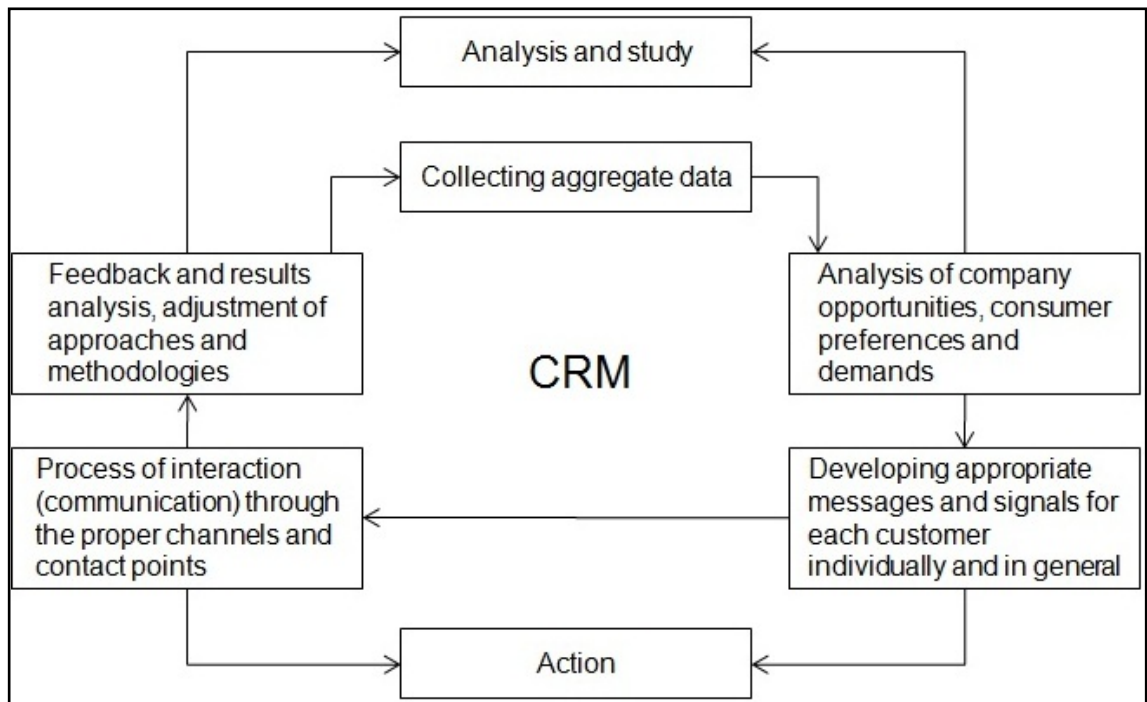 Analysis and study
Collecting aggregate data
Feedback and results
analysis, adjustment of
approaches and
methodologies
Analysis of company
opportunities, consumer
preferences and
demands
CRM
Process of interaction
(communication) through
the proper channels and
contact points
Developing appropriate
messages and signals for
each customer
individually and in general
Action